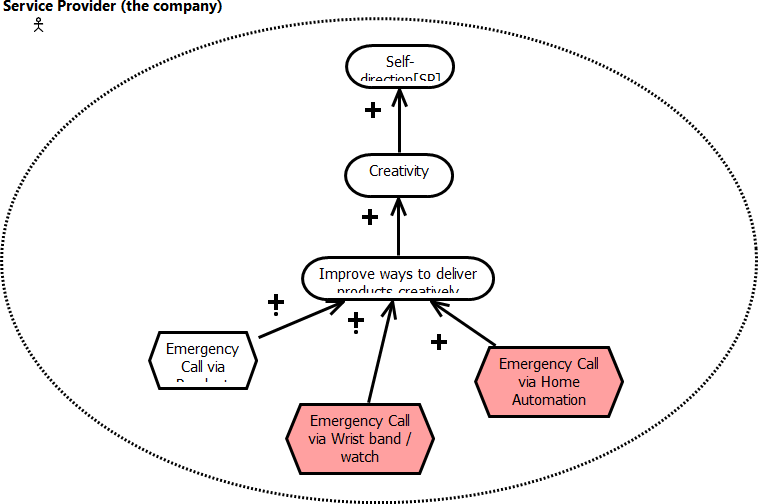 Service Provider (the company)
Self-
direction[SP]
+
Creativity
+
Improve ways to deliver
products creatively
Emergency
Call via
+
Emergency Call
via Home
Automation
Emergency Call
via Wrist band /
watch